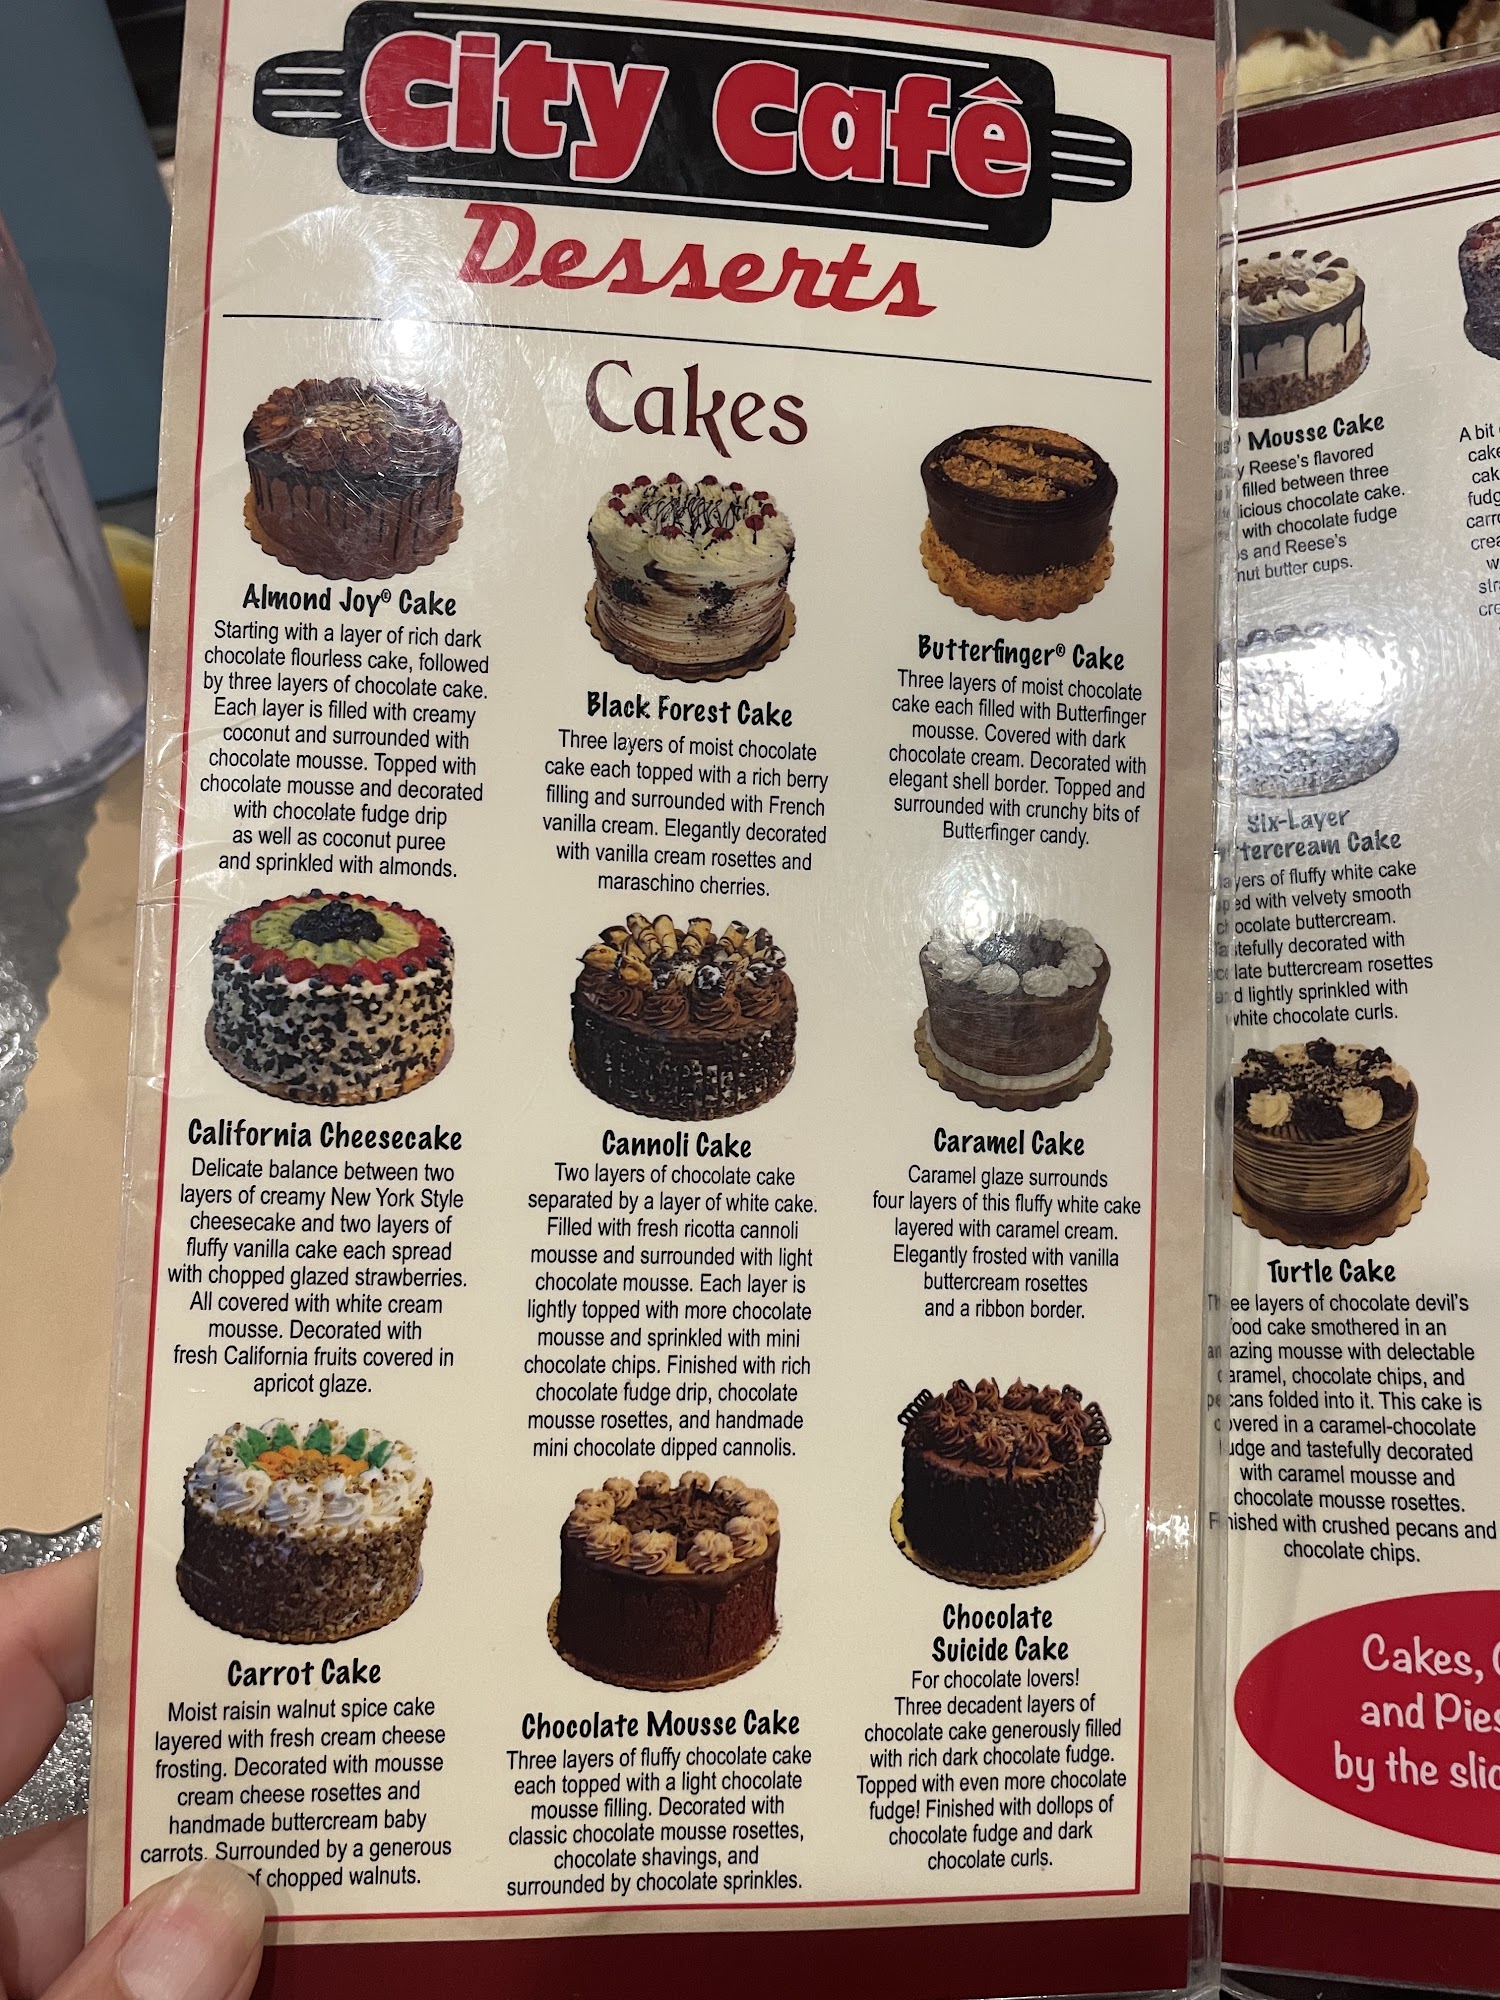 City Café
Desserts
Cakes
Almond Joy® Cake
Starting with a layer of rich dark
chocolate flourless cake, followed
by three layers of chocolate cake.
Each layer is filled with creamy
coconut and surrounded with
chocolate mousse. Topped with
chocolate mousse and decorated
with chocolate fudge drip
as well as coconut puree
and sprinkled with almonds.
Black Forest Cake
Three layers of moist chocolate
cake each topped with a rich berry
filling and surrounded with French
vanilla cream. Elegantly decorated
with vanilla cream rosettes and
maraschino cherries.
Butterfinger® Cake
Three layers of moist chocolate
cake each filled with Butterfinger
mousse. Covered with dark
chocolate cream. Decorated with
elegant shell border. Topped and
surrounded with crunchy bits of
Butterfinger candy.
California Cheesecake
Delicate balance between two
layers of creamy New York Style
cheesecake and two layers of
fluffy vanilla cake each spread
with chopped glazed strawberries.
All covered with white cream
mousse. Decorated with
fresh California fruits covered in
apricot glaze.
Cannoli Cake
Two layers of chocolate cake
separated by a layer of white cake.
Filled with fresh ricotta cannoli
mousse and surrounded with light
chocolate mousse. Each layer is
lightly topped with more chocolate
mousse and sprinkled with mini
chocolate chips. Finished with rich
chocolate fudge drip, chocolate
mousse rosettes, and handmade
mini chocolate dipped cannolis.
Caramel Cake
Caramel glaze surrounds
four layers of this fluffy white cake
layered with caramel cream.
Elegantly frosted with vanilla
buttercream rosettes
and a ribbon border.
Carrot Cake
Moist raisin walnut spice cake
layered with fresh cream cheese
frosting. Decorated with mousse
cream cheese rosettes and
handmade buttercream baby
carrots. Surrounded by a generous
of chopped walnuts.
Chocolate Mousse Cake
Three layers of fluffy chocolate cake
each topped with a light chocolate
mousse filling. Decorated with
classic chocolate mousse rosettes,
chocolate shavings, and
surrounded by chocolate sprinkles.
Chocolate
Suicide Cake
For chocolate lovers!
Three decadent layers of
chocolate cake generously filled
with rich dark chocolate fudge.
Topped with even more chocolate
fudge! Finished with dollops of
chocolate fudge and dark
chocolate curls.
Mousse Cake
Reese's flavored
filled between three
chocolate cake.
with chocolate fudge
and Reese's
butter cups.
Six-Layer
Cake
of fluffy white cake
with velvety smooth
buttercream.
decorated with
buttercream rosettes
lightly sprinkled with
white chocolate curls.
Turtle Cake
layers of chocolate devil's
food cake smothered in an
amazing mousse with delectable
caramel, chocolate chips, and
pecans folded into it. This cake is
covered in a caramel-chocolate
fudge and tastefully decorated
with caramel mousse and
chocolate mousse rosettes.
Finished with crushed pecans and
chocolate chips.
A bit
Cakes,
and Pies
by the